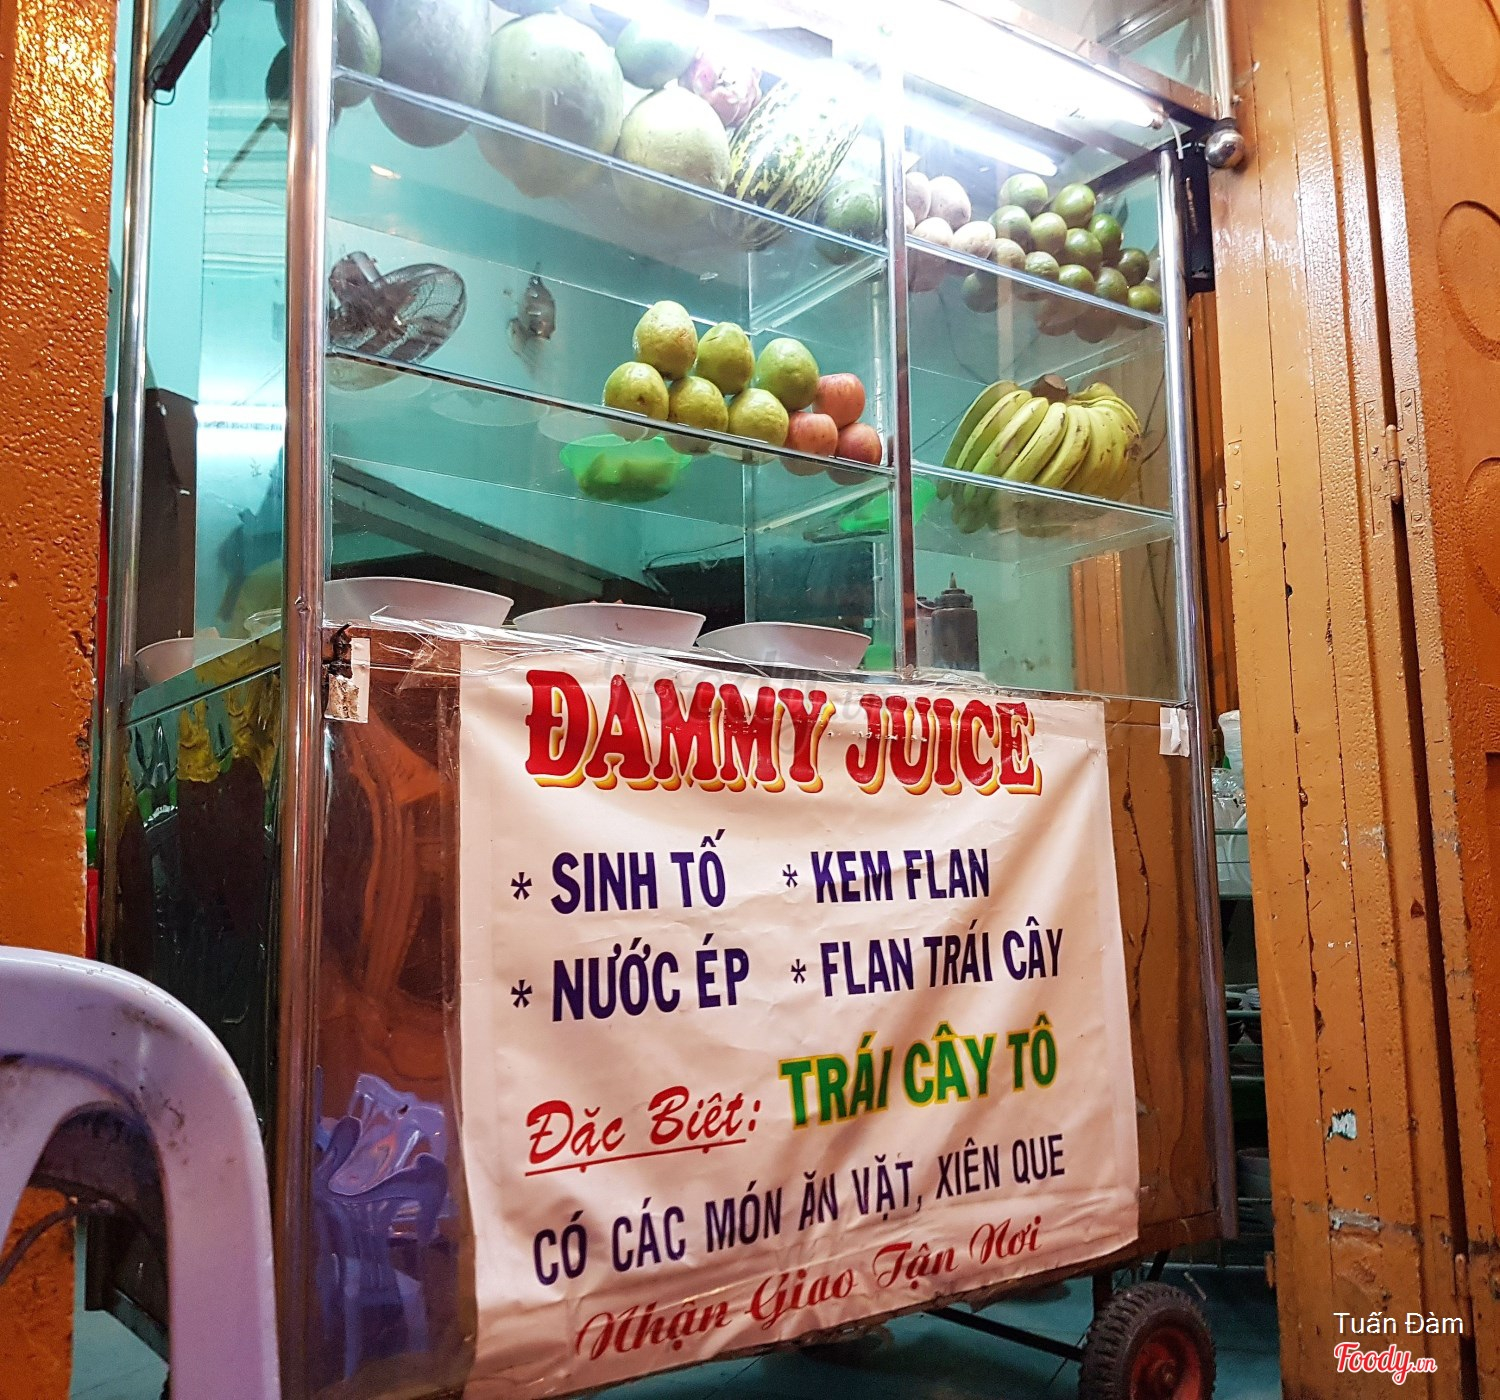 ĐAMMY JUICE
* SINH TỐ * KEM FLAN
* NƯỚC ÉP * FLAN TRÁI CÂY
Đặc Biệt: TRÁI CÂY TÔ
CÓ CÁC MÓN ĂN VẶT, XIÊN QUE
Nhận Giao Tận Nơi
Tuấn Đàm
Foody.vn